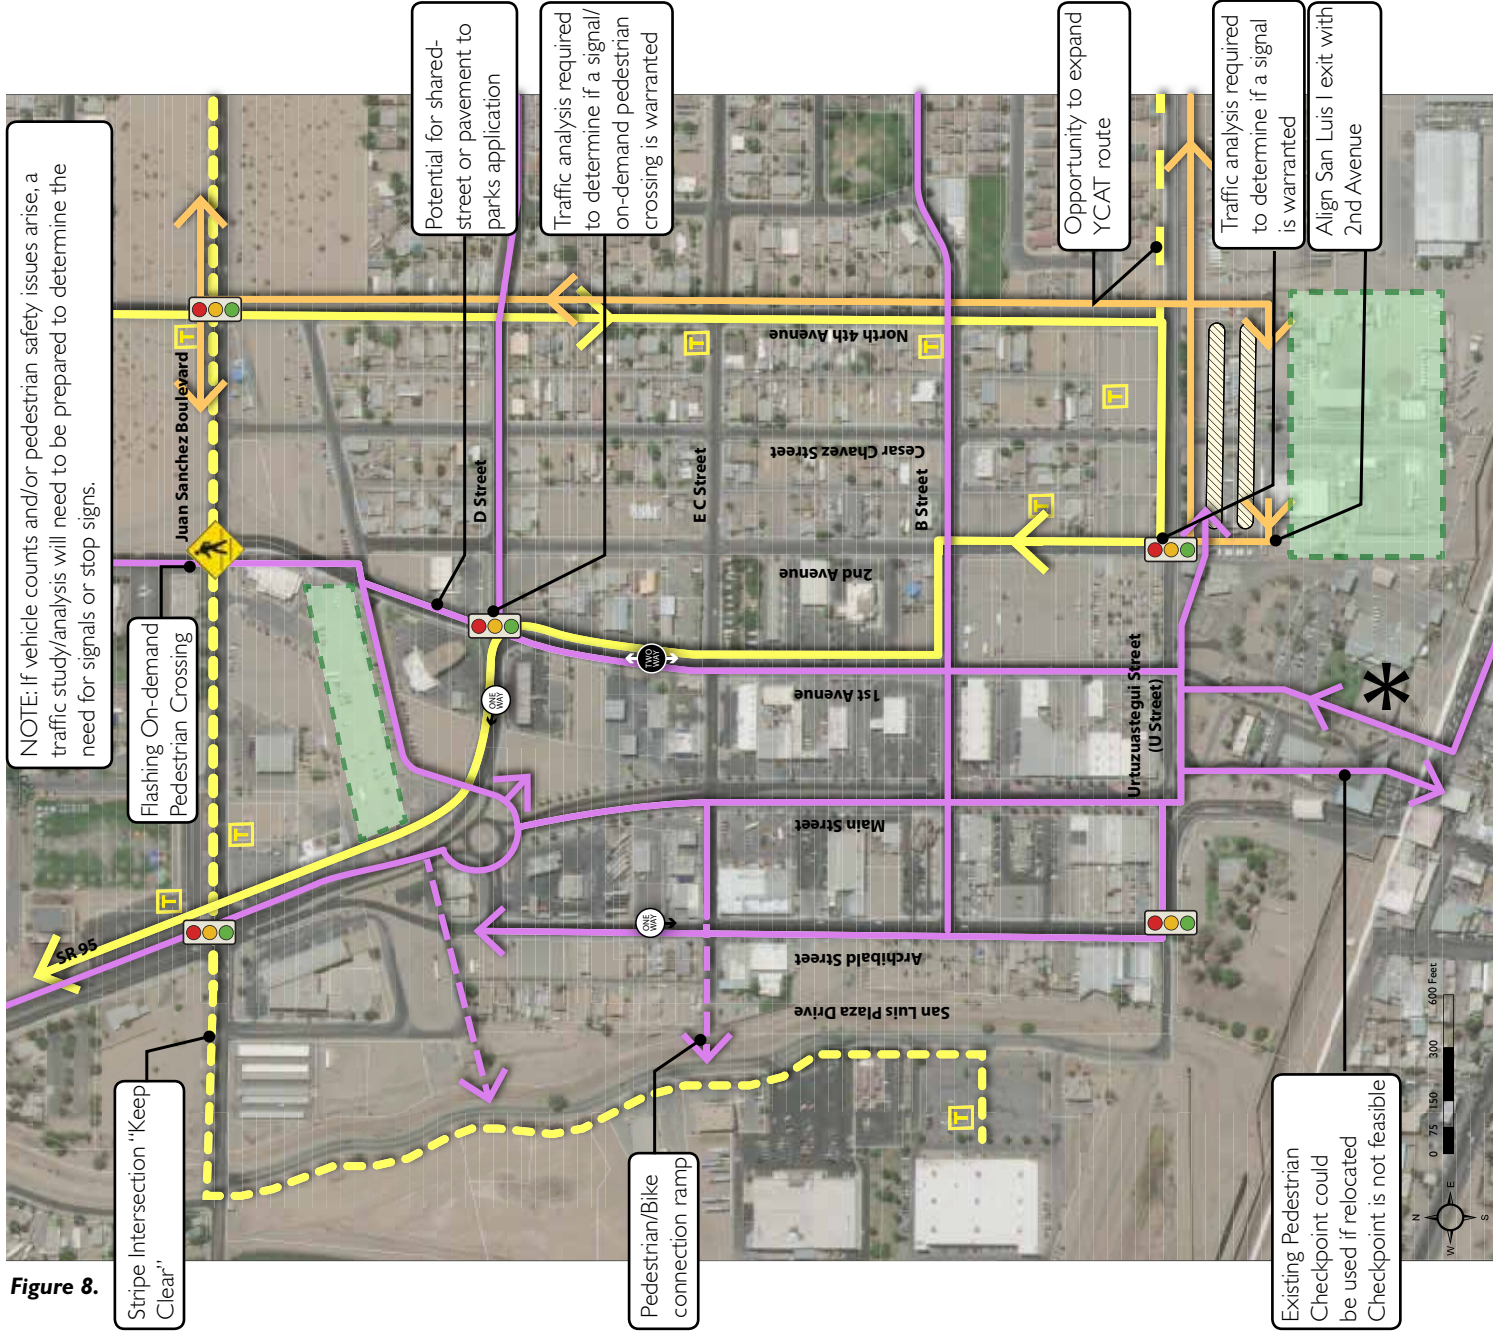 NOTE: If vehicle counts and/or pedestrian safety issues arise, a
traffic study/analysis will need to be prepared to determine the
need for signals or stop signs.
Flashing On-demand
Pedestrian Crossing
Stripe Intersection “Keep
Clear”
Potential for shared-
street or pavement to
parks application
Traffic analysis required
to determine if a signal/
on-demand pedestrian
crossing is warranted
Opportunity to expand
YCAT route
Traffic analysis required
to determine if a signal
is warranted
Align San Luis I exit with
2nd Avenue
Pedestrian/Bike
connection ramp
Existing Pedestrian
Checkpoint could
be used if relocated
Checkpoint is not feasible
Juan Sanchez Boulevard
SR 95
D Street
E C Street
B Street
Urtuzuastegui Street
(U Street)
North 4th Avenue
Cesar Chavez Street
2nd Avenue
1st Avenue
Main Street
Archibald Street
San Luis Plaza Drive
TWO
WAY
ONE
WAY
ONE
WAY
T
T
T
T
T
T
T
T
T
*
0 75 150 300 600 Feet
N
E
S
W
Figure 8.